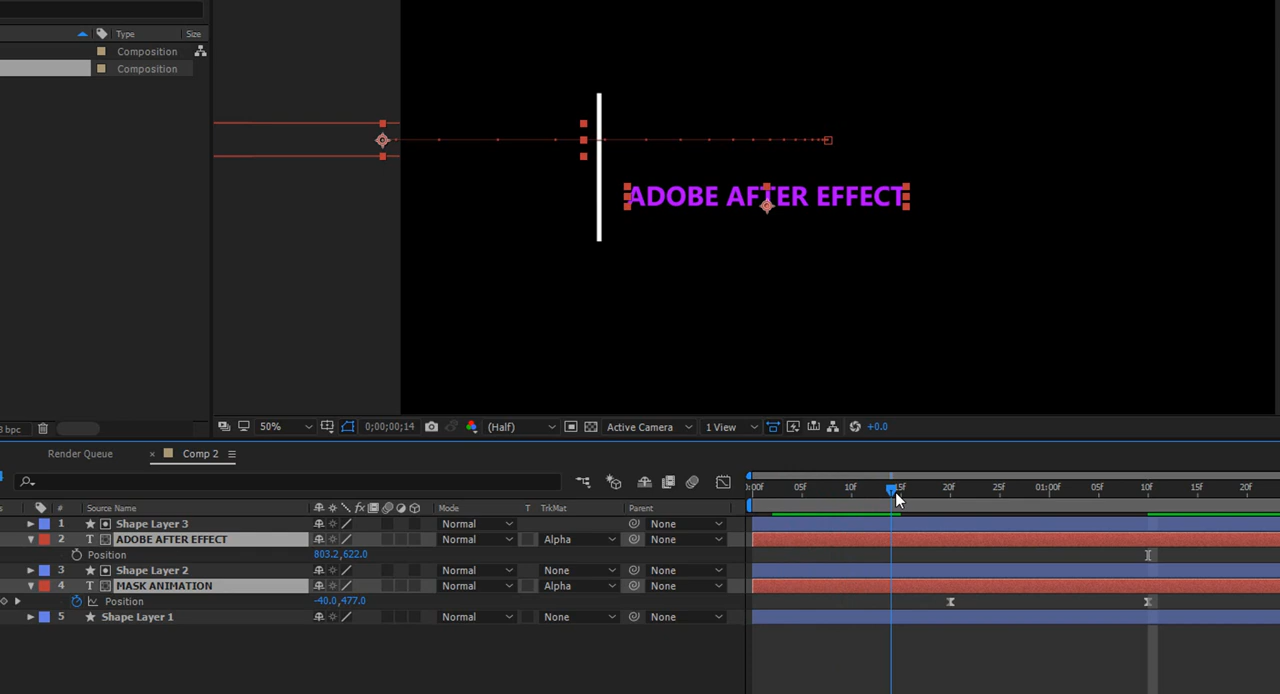 Type Size
Composition
Composition
ADOBE AFTER EFFECT
8 bpc
50% 0;00;00;14 (Half) Active Camera 1 View +0.0
Render Queue × Comp 2
:00F 05f 10f 15F 20f 25f 01:00f 05f 10f 15f 20f
# Source Name fx Mode T TrkMat Parent
1 Shape Layer 3 Normal None
2 ADOBE AFTER EFFECT Normal Alpha None
Position 803.2,622.0
3 Shape Layer 2 Normal None None
4 MASK ANIMATION Normal Alpha None
Position -40.0,477.0
5 Shape Layer 1 Normal None None